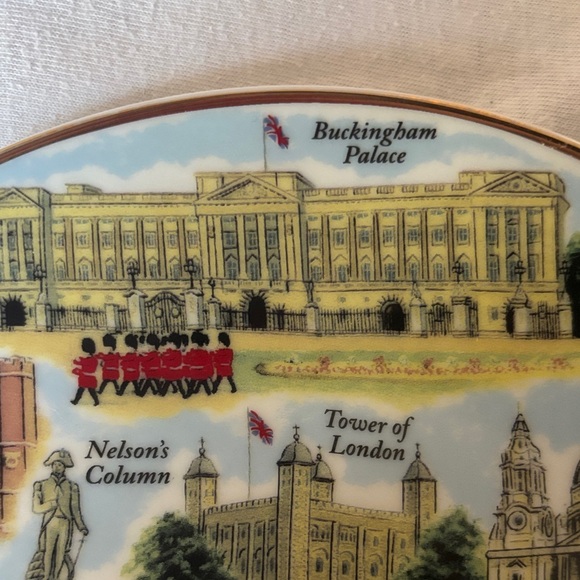 Buckingham
Palace
Tower of
London
Nelson's
Column